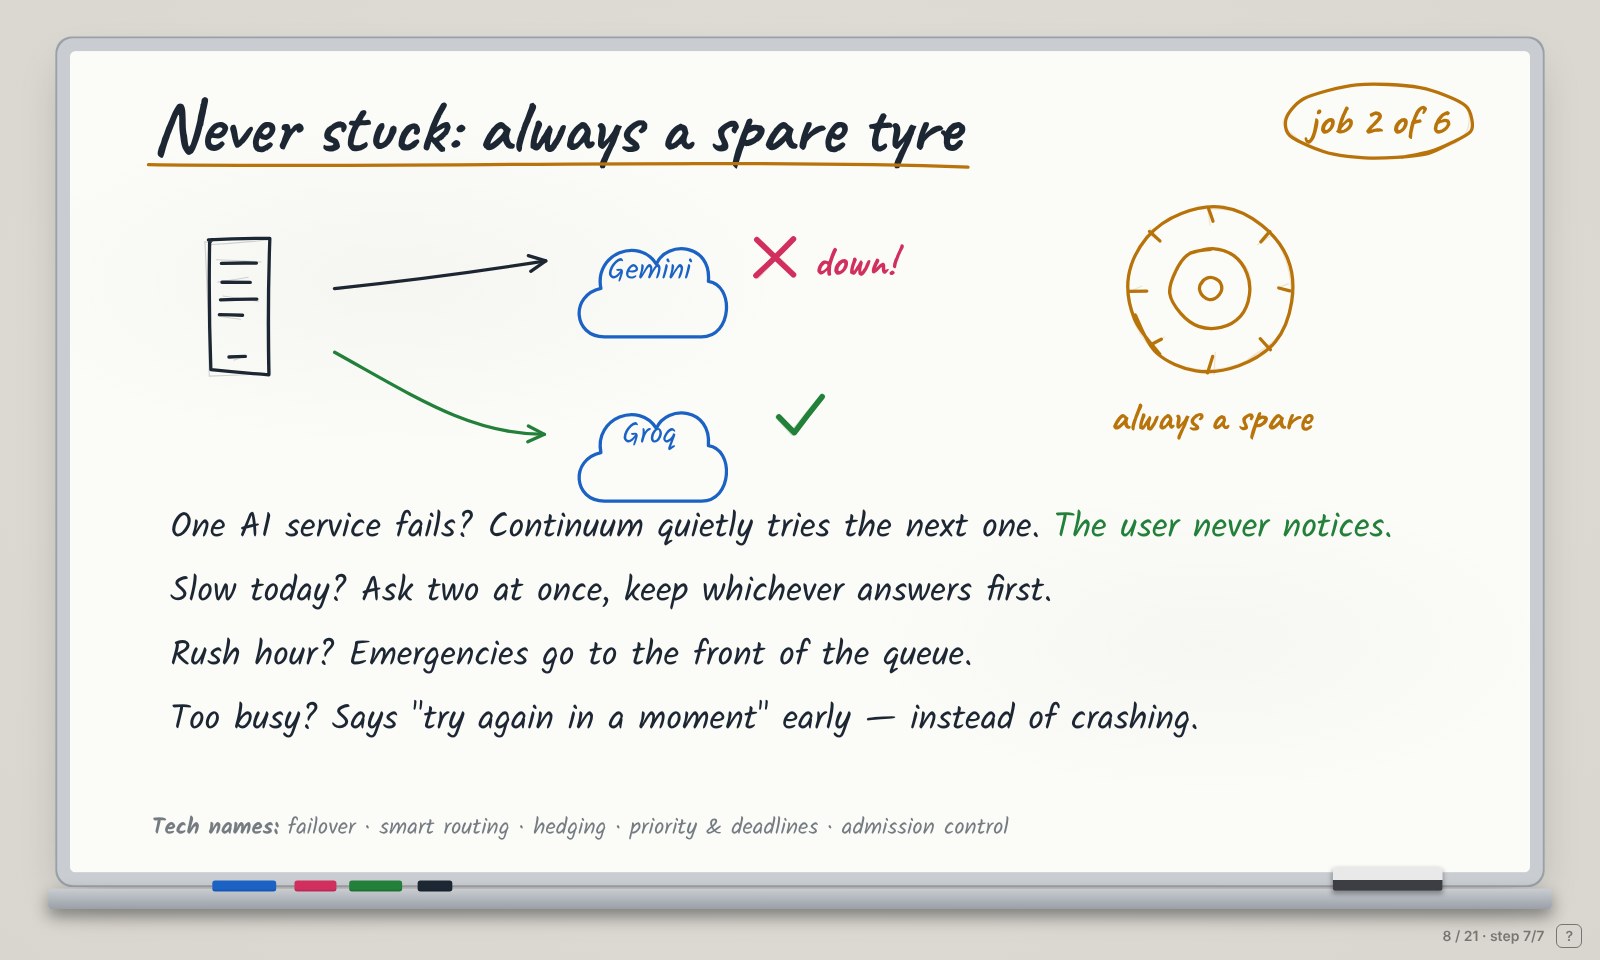 Never stuck: always a spare tyre
job 2 of 6
Gemini
down!
Groq
always a spare
One AI service fails? Continuum quietly tries the next one. The user never notices.
Slow today? Ask two at once, keep whichever answers first.
Rush hour? Emergencies go to the front of the queue.
Too busy? Says "try again in a moment" early — instead of crashing.
Tech names: failover · smart routing · hedging · priority & deadlines · admission control
8 / 21 · step 7/7
?